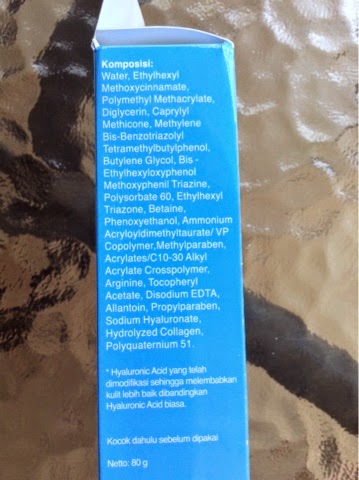 Komposisi:
Water, Ethylhexyl
Methoxycinnamate,
Polymethyl Methacrylate,
Diglycerin, Caprylyl
Methicone, Methylene
Bis-Benzotriazolyl
Tetramethylbutylphenol,
Butylene Glycol, Bis -
Ethylhexyloxyphenol
Methoxyphenil Triazine,
Polysorbate 60, Ethylhexyl
Triazone, Betaine,
Phenoxyethanol, Ammonium
Acryloyldimethyltaurate/ VP
Copolymer,Methylparaben,
Acrylates/C10-30 Alkyl
Acrylate Crosspolymer,
Arginine, Tocopheryl
Acetate, Disodium EDTA,
Allantoin, Propylparaben,
Sodium Hyaluronate,
Hydrolyzed Collagen,
Polyquaternium 51.
* Hyaluronic Acid yang telah
dimodifikasi sehingga melembabkan
kulit lebih baik dibandingkan
Hyaluronic Acid biasa.
Kocok dahulu sebelum dipakai
Netto: 80 g